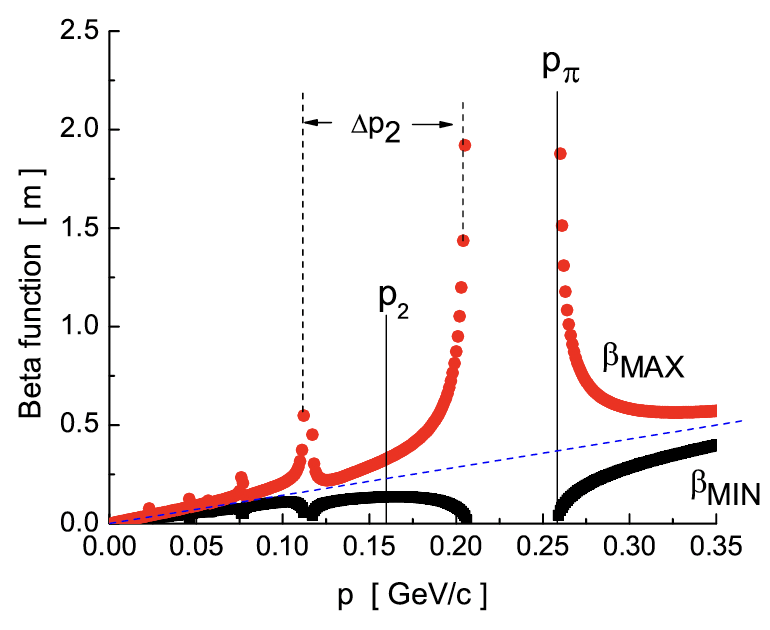 2.5
2.0
1.5
1.0
0.5
0.0
Beta function [ m ]
Δp2
p2
pπ
βMAX
βMIN
0.00 0.05 0.10 0.15 0.20 0.25 0.30 0.35
p [ GeV/c ]